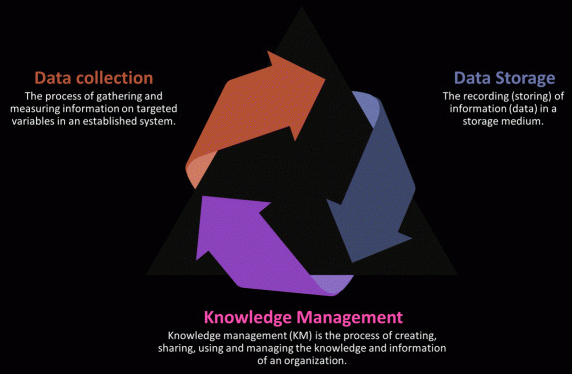 Data collection
The process of gathering and
measuring information on targeted
variables in an established system.
Data Storage
The recording (storing) of
information (data) in a
storage medium.
Knowledge Management
Knowledge management (KM) is the process of creating,
sharing, using and managing the knowledge and information
of an organization.